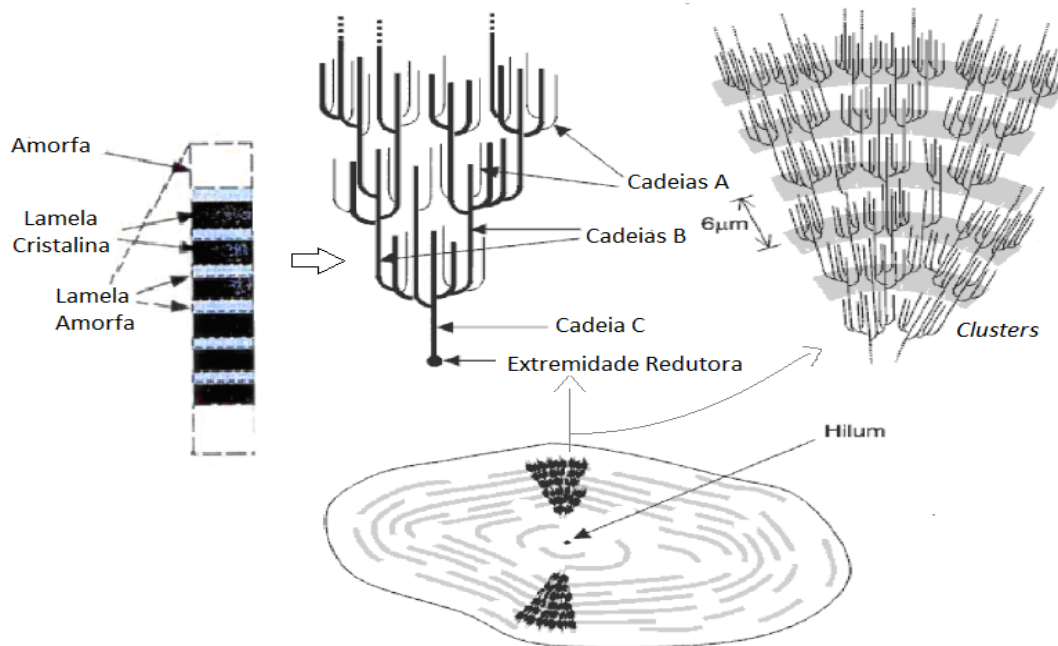 Amorfa
Lamela
Cristalina
Lamela
Amorfa
Cadeias A
Cadeias B
Cadeia C
Extremidade Redutora
6μm
Clusters
Hilum